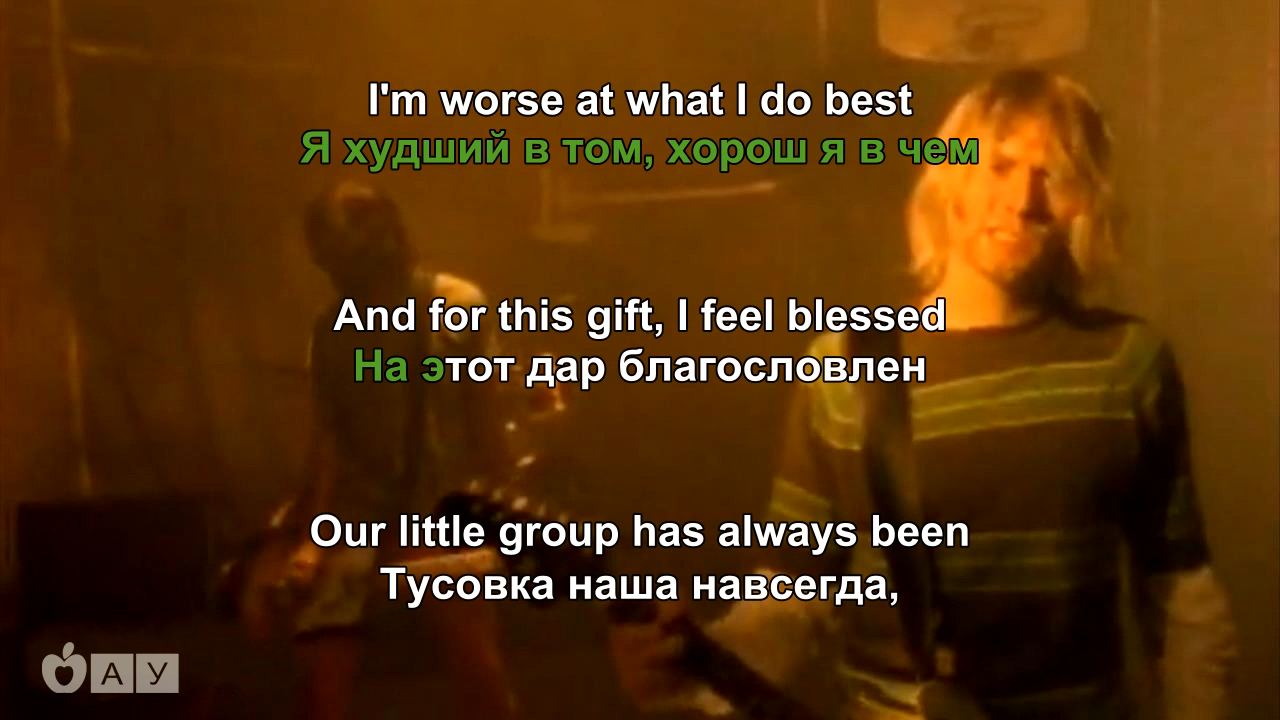 I'm worse at what I do best
Я худший в том, хорош я в чем
And for this gift, I feel blessed
На этот дар благословлен
Our little group has always been
Тусовка наша навсегда,
АУ